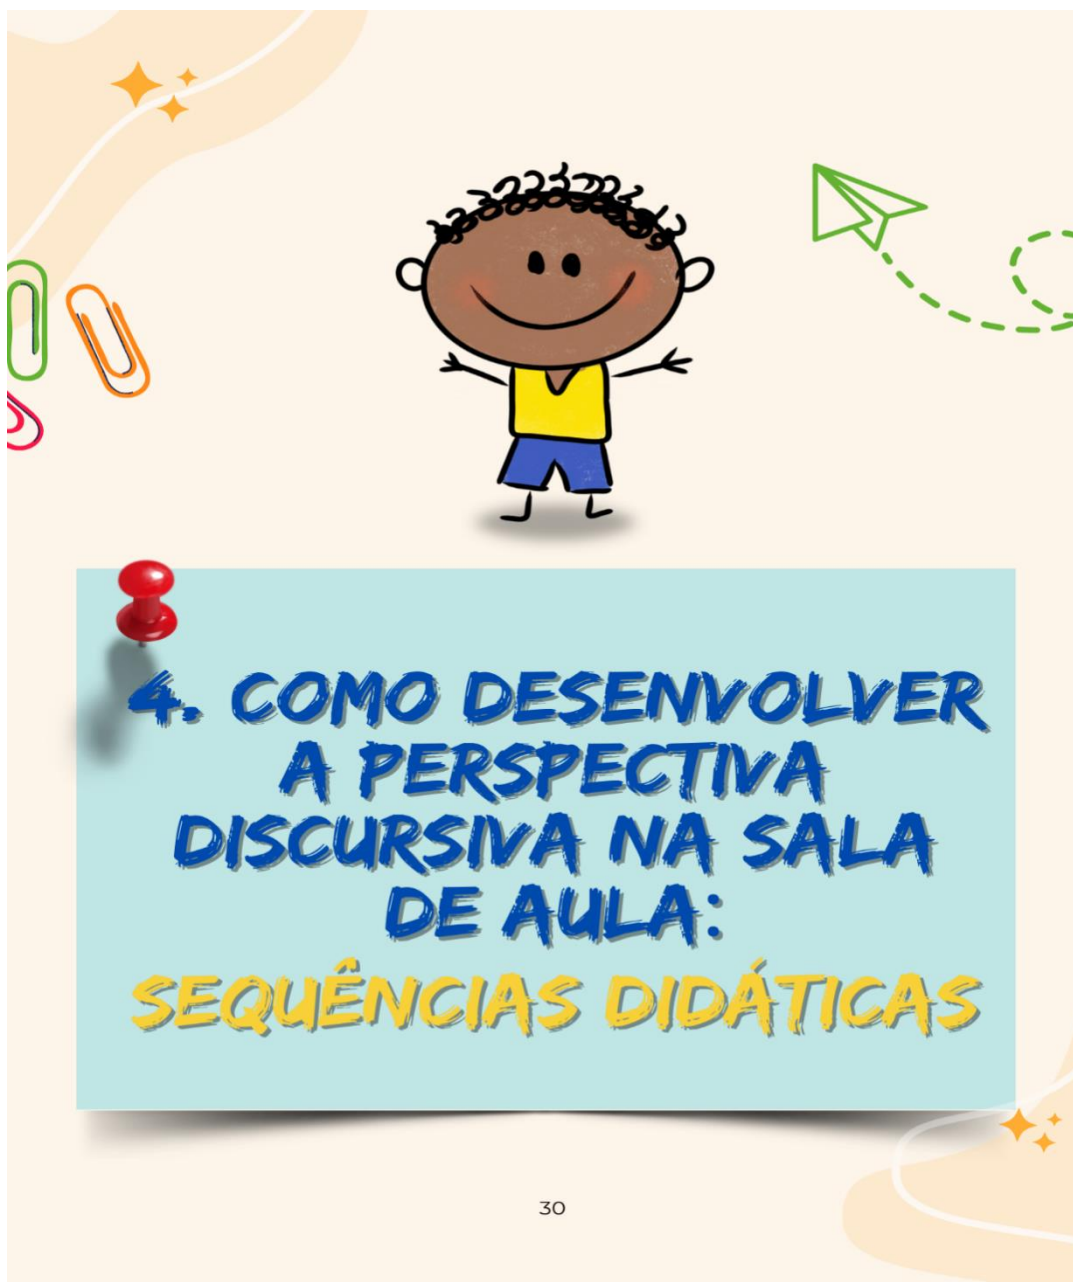 4. COMO DESENVOLVER
A PERSPECTIVA
DISCURSIVA NA SALA
DE AULA:
SEQUÊNCIAS DIDÁTICAS
30